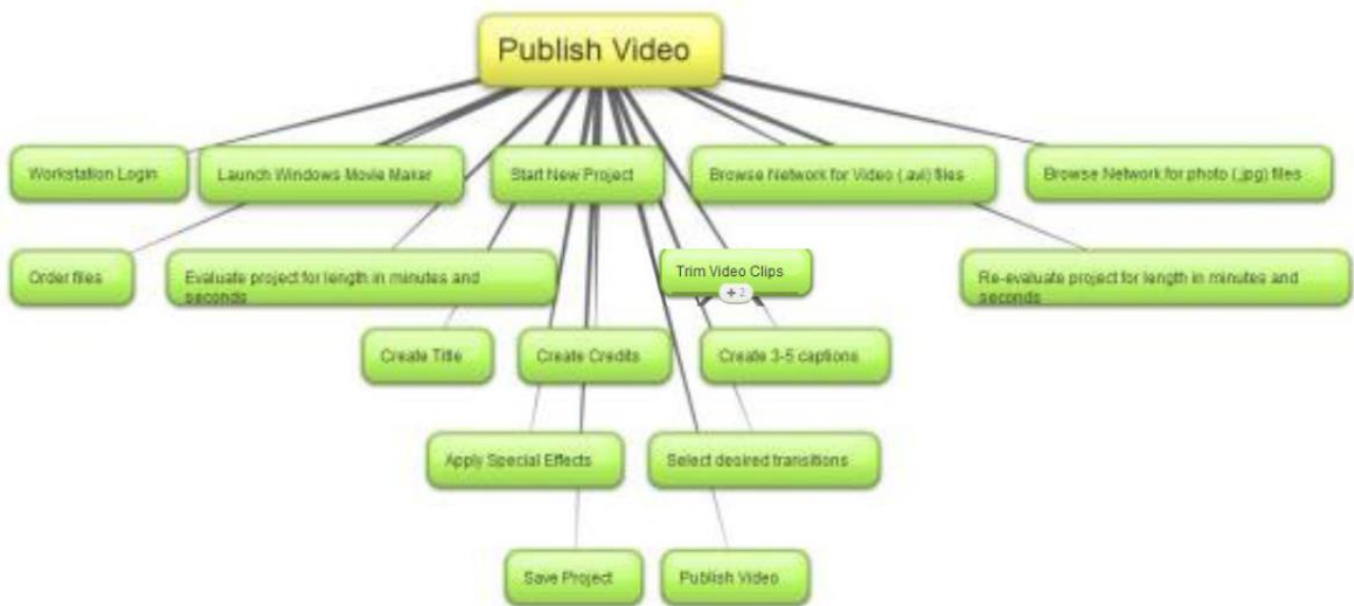 Publish Video
Workstation Login
Launch Windows Movie Maker
Start New Project
Browse Network for Video (.avi) files
Browse Network for photo (.jpg) files
Order files
Evaluate project for length in minutes and
seconds
Trim Video Clips
+ 2
Re-evaluate project for length in minutes and
seconds
Create Title
Create Credits
Create 3-5 captions
Apply Special Effects
Select desired transitions
Save Project
Publish Video